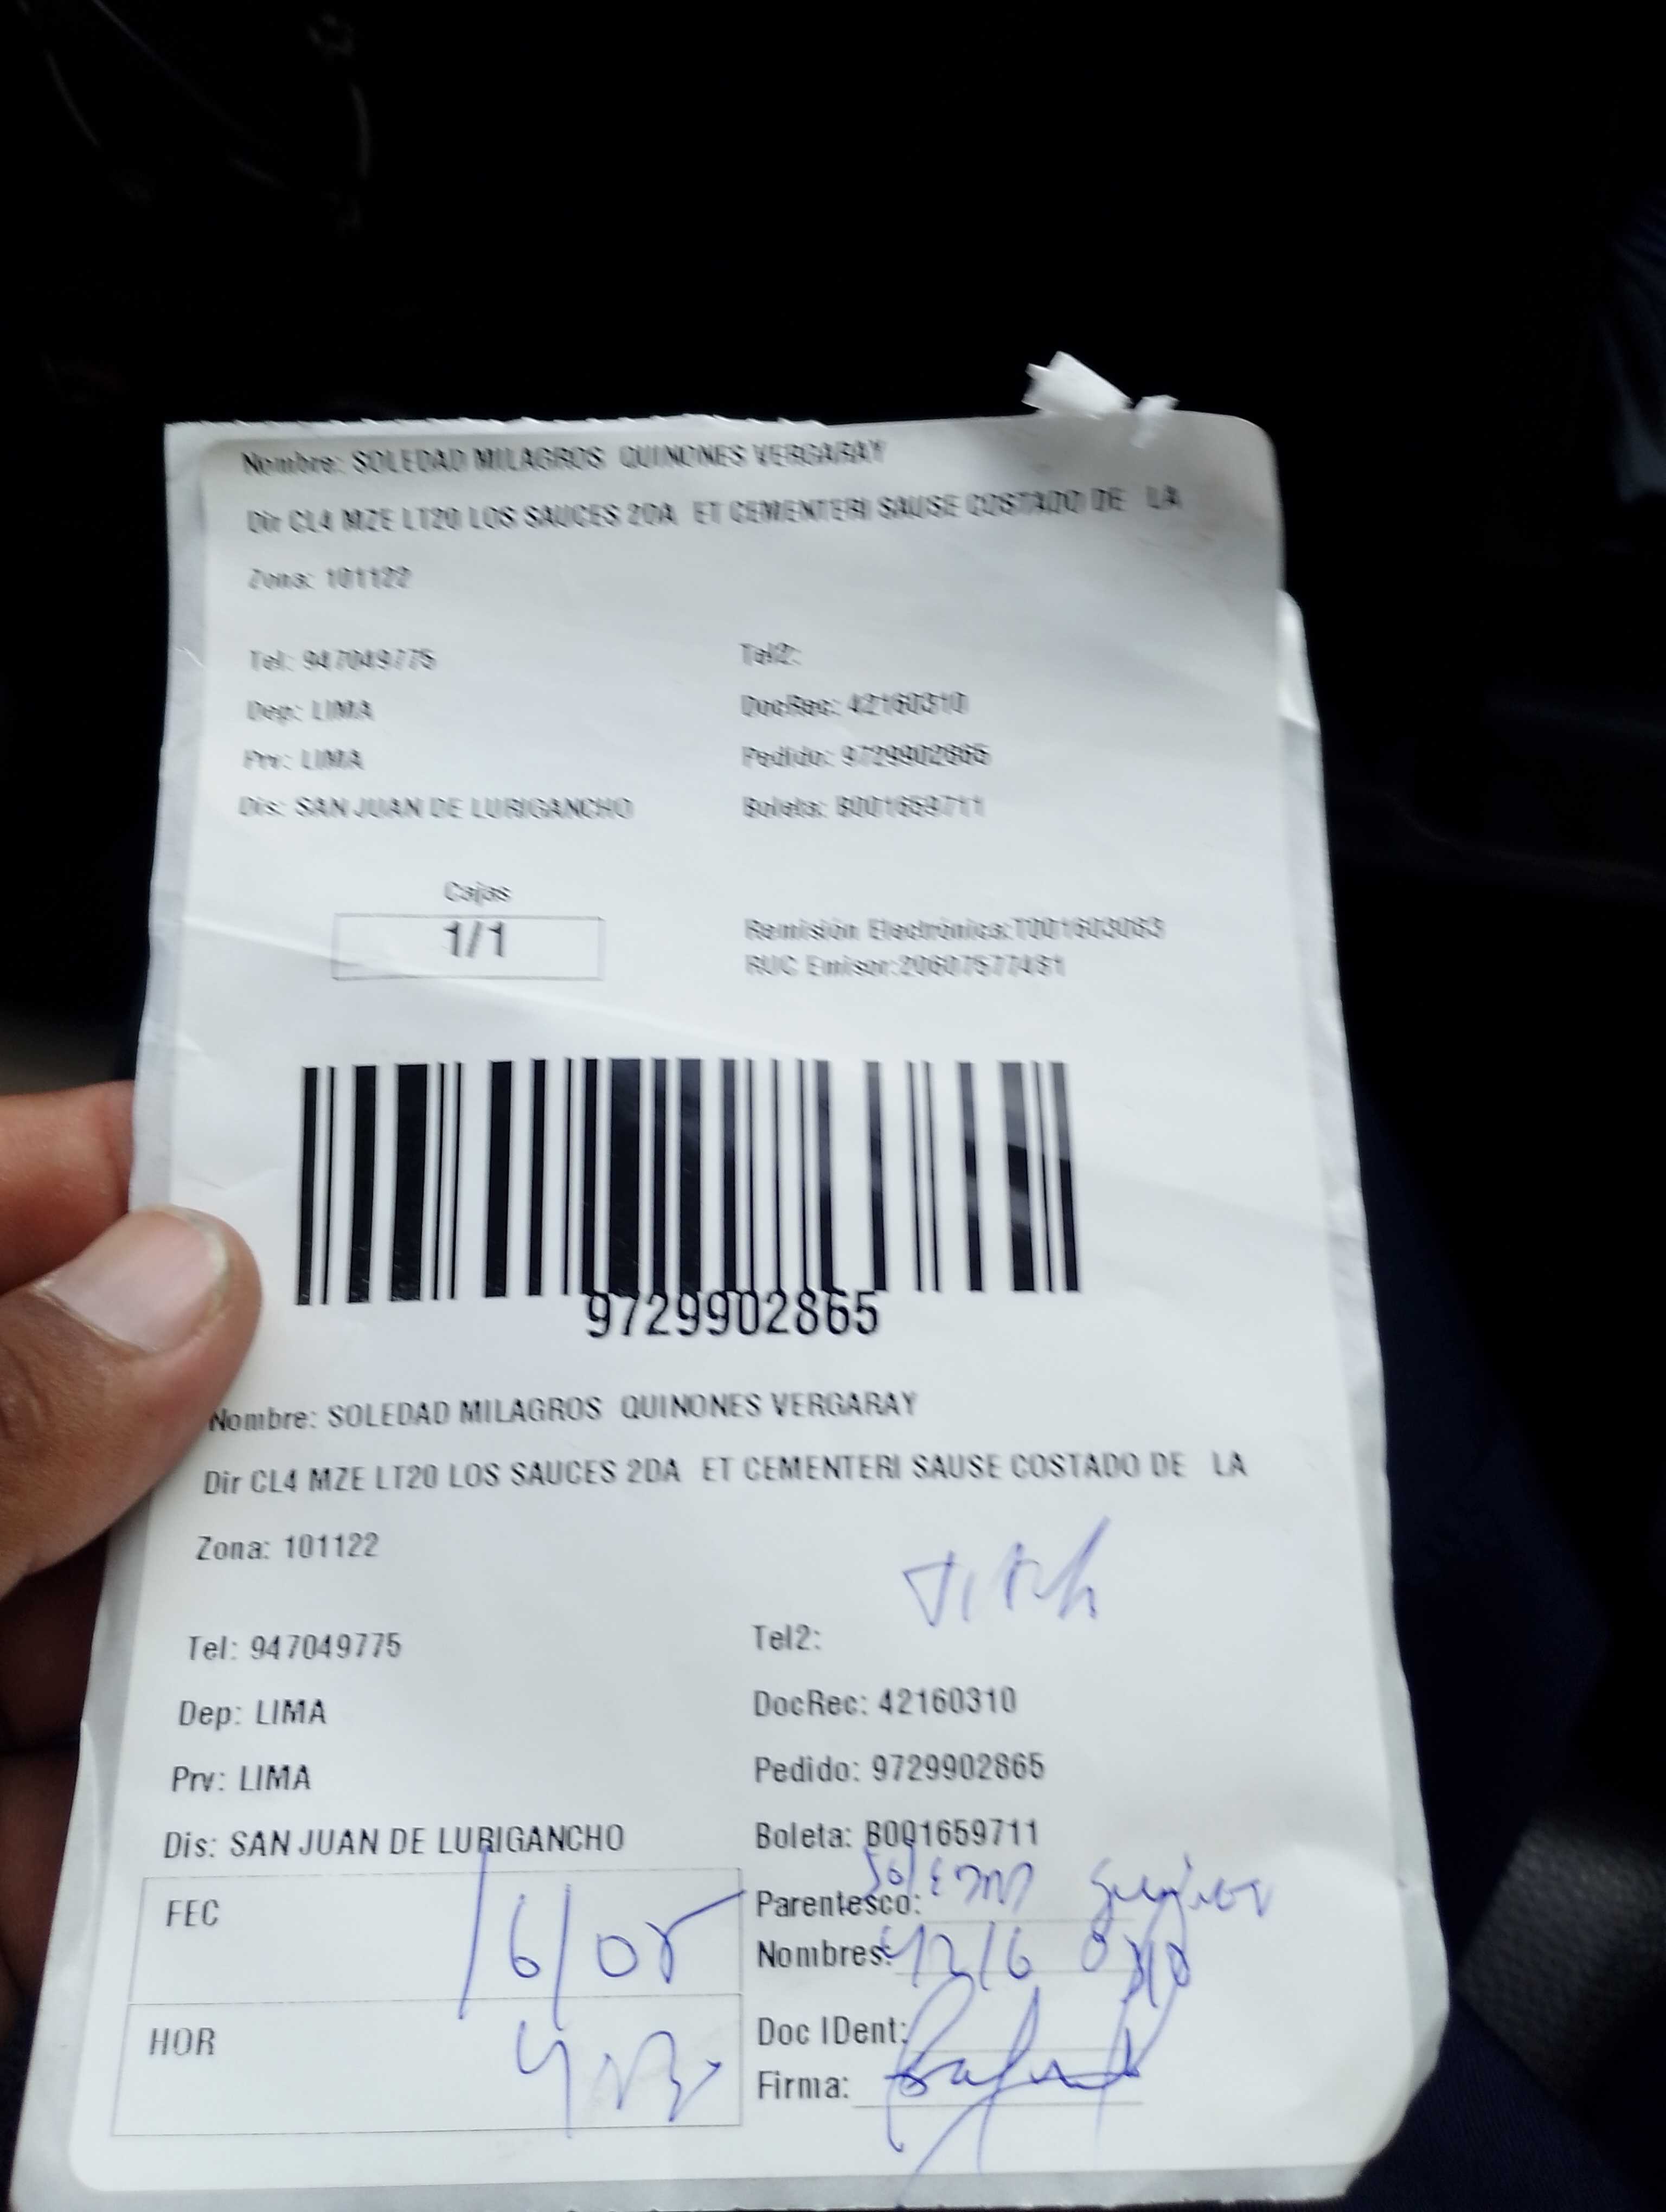 Nombre: SOLEDAD MILAGROS QUINONES VERGARAY
Dir CL4 MZE LT20 LOS SAUCES 2DA ET CEMENTERI SAUSE COSTADO DE LA
Zona: 101122
Tel: 947049775 Tel2:
Dep: LIMA DocRec: 42160310
Prv: LIMA Pedido: 9729902865
Dis: SAN JUAN DE LURIGANCHO Boleta: B001659711
Cajas
1/1
Remisión Electrónica:T001603063
RUC Emisor:20607577481
9729902865
Nombre: SOLEDAD MILAGROS QUINONES VERGARAY
Dir CL4 MZE LT20 LOS SAUCES 2DA ET CEMENTERI SAUSE COSTADO DE LA
Zona: 101122
Tel: 947049775 Tel2:
Dep: LIMA DocRec: 42160310
Prv: LIMA Pedido: 9729902865
Dis: SAN JUAN DE LURIGANCHO Boleta: B001659711
FEC 16/05 Parentesco:
Nombres: 4216 0310
HOR Doc IDent:
Firma: